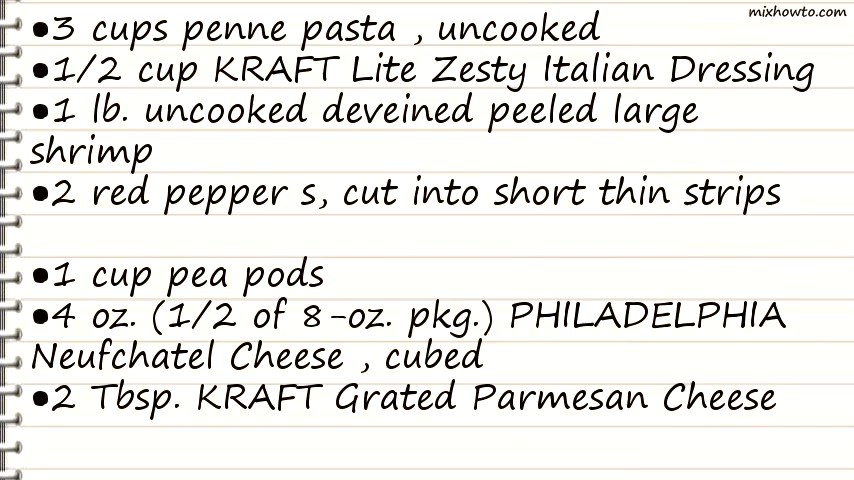 mixhowto.com
•3 cups penne pasta , uncooked
•1/2 cup KRAFT Lite Zesty Italian Dressing
•1 lb. uncooked deveined peeled large
shrimp
•2 red pepper s, cut into short thin strips
•1 cup pea pods
•4 oz. (1/2 of 8-oz. pkg.) PHILADELPHIA
Neufchatel Cheese , cubed
•2 Tbsp. KRAFT Grated Parmesan Cheese